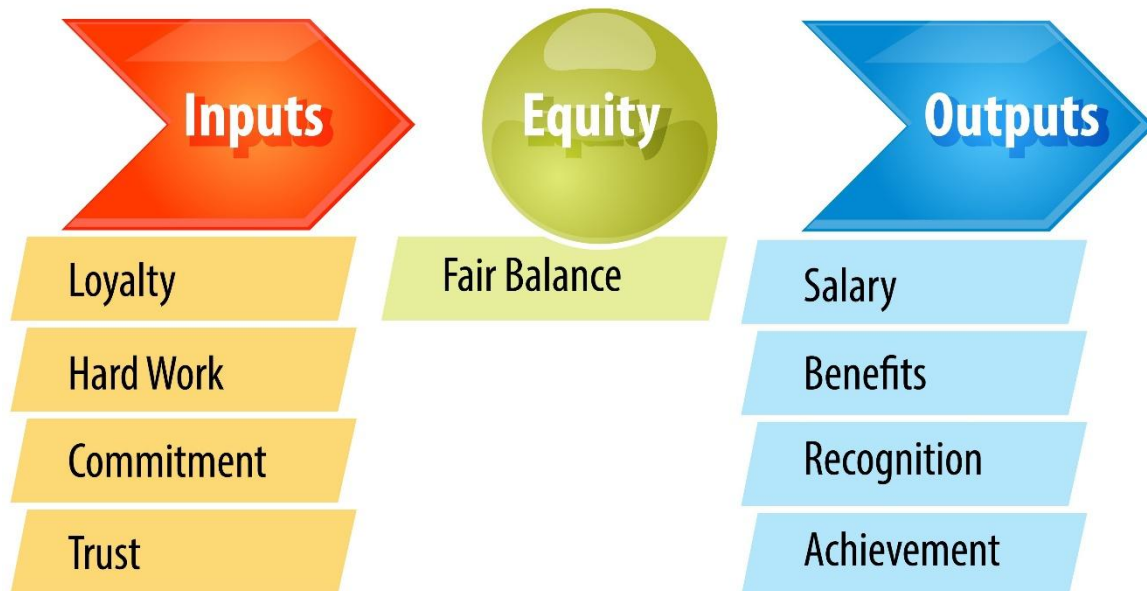 Inputs
Loyalty
Hard Work
Commitment
Trust
Equity
Fair Balance
Outputs
Salary
Benefits
Recognition
Achievement